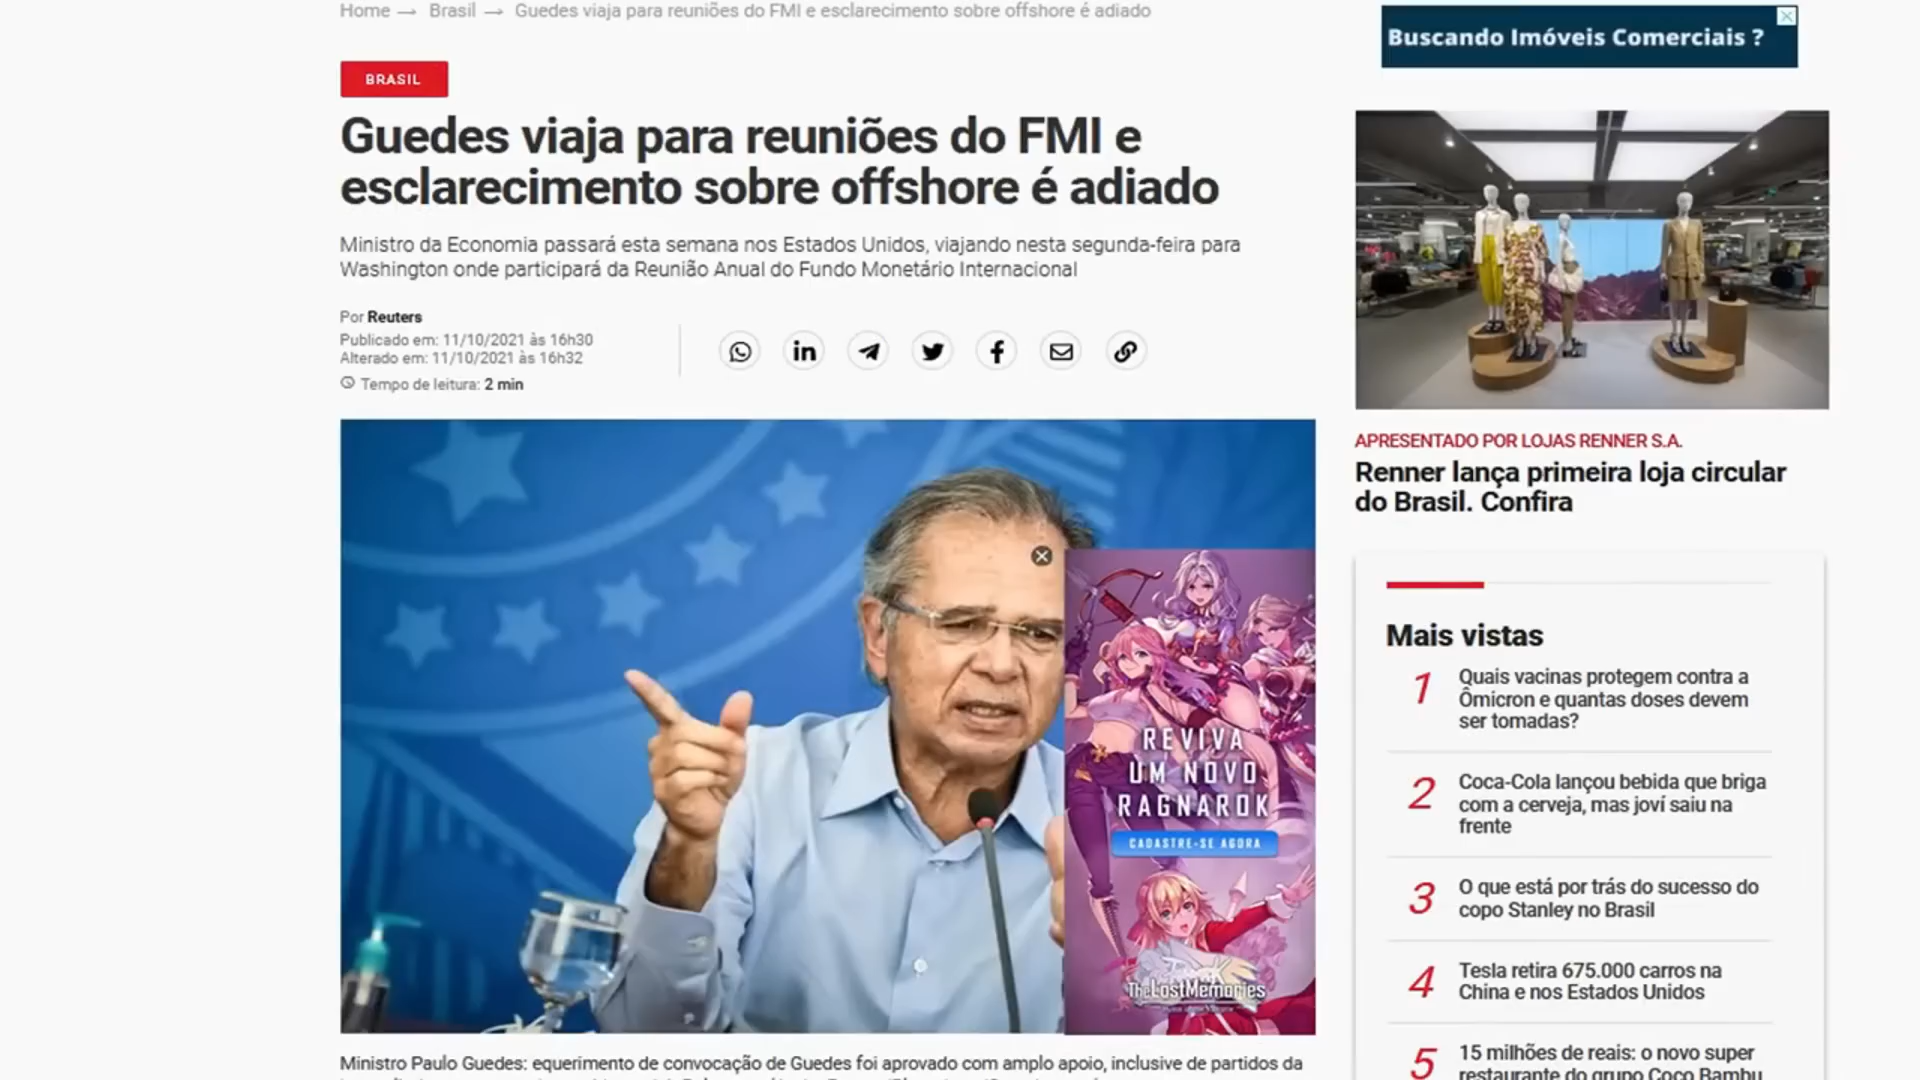 Home → Brasil → Guedes viaja para reuniões do FMI e esclarecimento sobre offshore é adiado
BRASIL
Guedes viaja para reuniões do FMI e
esclarecimento sobre offshore é adiado
Ministro da Economia passará esta semana nos Estados Unidos, viajando nesta segunda-feira para
Washington onde participará da Reunião Anual do Fundo Monetário Internacional
Por Reuters
Publicado em: 11/10/2021 às 16h30
Alterado em: 11/10/2021 às 16h32
Tempo de leitura: 2 min
REVIVA
UM NOVO
RAGNAROK
CADASTRE-SE AGORA
TheLostMemories
Ministro Paulo Guedes: equerimento de convocação de Guedes foi aprovado com amplo apoio, inclusive de partidos da
Buscando Imóveis Comerciais ?
APRESENTADO POR LOJAS RENNER S.A.
Renner lança primeira loja circular
do Brasil. Confira
Mais vistas
1 Quais vacinas protegem contra a
Ômicron e quantas doses devem
ser tomadas?
2 Coca-Cola lançou bebida que briga
com a cerveja, mas joví saiu na
frente
3 O que está por trás do sucesso do
copo Stanley no Brasil
4 Tesla retira 675.000 carros na
China e nos Estados Unidos
5 15 milhões de reais: o novo super
restaurante do grupo Coco Bambu